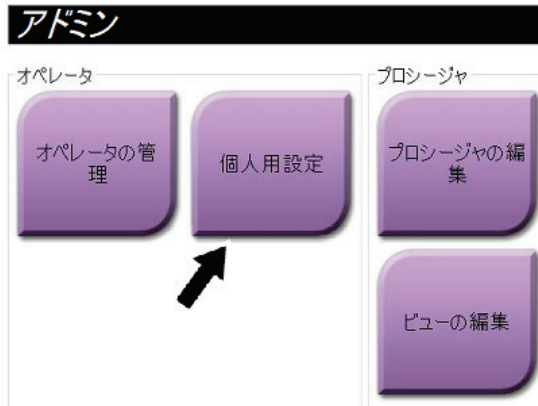 アドミン
オペレータ
プロシージャ
オペレータの管
理
個人用設定
プロシージャの編
集
ビューの編集